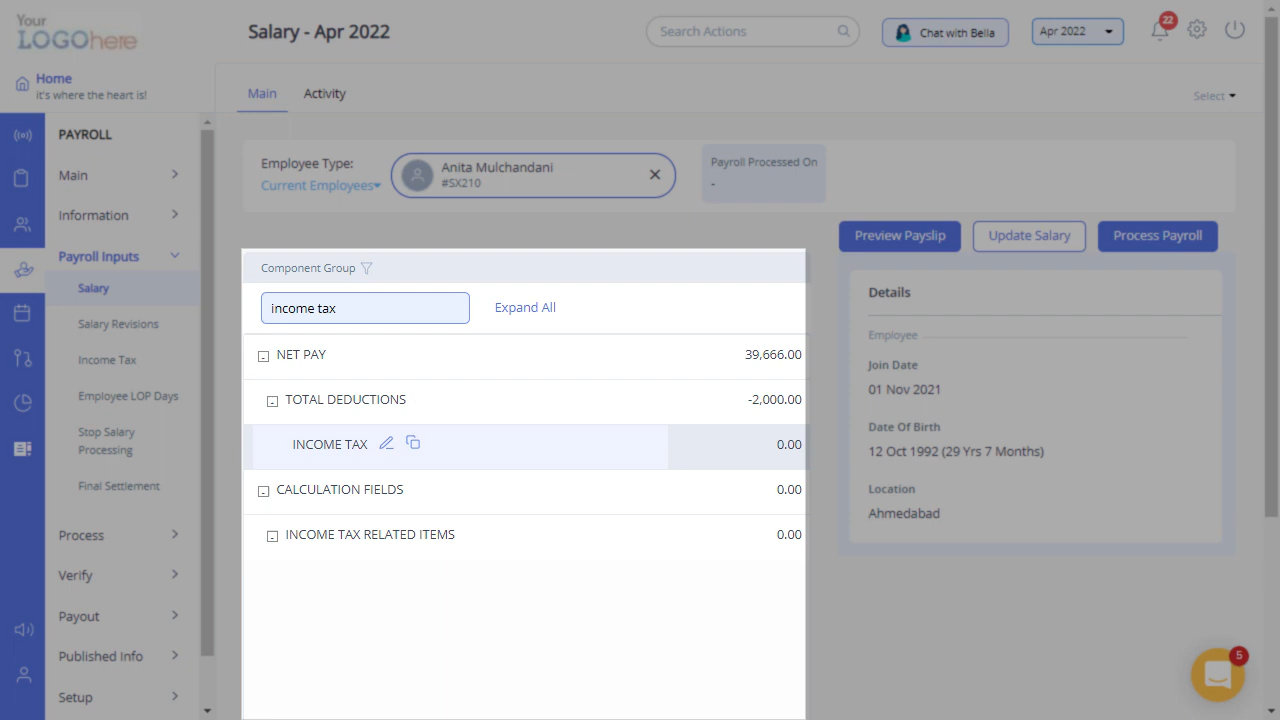 Your
LOGOhere
Salary - Apr 2022
Search Actions
Chat with Bella
Apr 2022
22
Home
it's where the heart is!
Main
Activity
Select
PAYROLL
Main
Information
Payroll Inputs
Salary
Salary Revisions
Income Tax
Employee LOP Days
Stop Salary
Processing
Final Settlement
Process
Verify
Payout
Published Info
Setup
Employee Type:
Current Employees
Anita Mulchandani
#SX210
Payroll Processed On
-
Preview Payslip
Update Salary
Process Payroll
Component Group
income tax
Expand All
NET PAY 39,666.00
TOTAL DEDUCTIONS -2,000.00
INCOME TAX 0.00
CALCULATION FIELDS 0.00
INCOME TAX RELATED ITEMS 0.00
Details
Employee
Join Date
01 Nov 2021
Date Of Birth
12 Oct 1992 (29 Yrs 7 Months)
Location
Ahmedabad
5